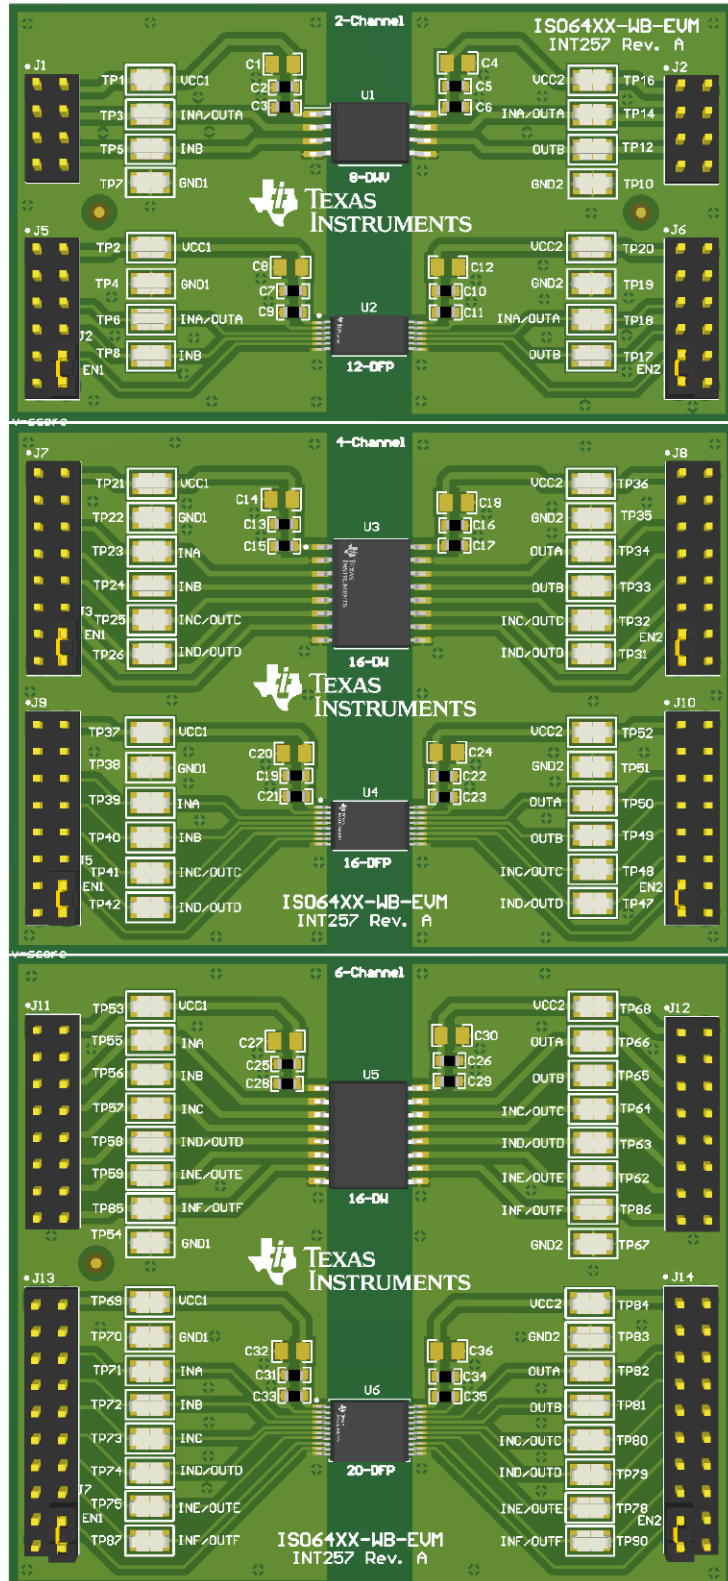 2-Channel
ISO64XX-WB-EVM
INT257 Rev. A
J1
TP1
VCC1
C1
C2
C3
U1
C4
C5
C6
VCC2
TP16
J2
TP3
INA/OUTA
INA/OUTA
TP14
TP5
INB
OUTB
TP12
TP7
GND1
8-DWV
GND2
TP10
TEXAS
INSTRUMENTS
J5
TP2
VCC1
C8
C7
C9
U2
C12
C10
C11
VCC2
TP20
J6
TP4
GND1
GND2
TP19
TP6
INA/OUTA
INA/OUTA
TP18
J2
TP8
INB
OUTB
TP17
EN1
12-DFP
EN2
v-score
4-Channel
J7
TP21
VCC1
C14
C13
C15
U3
C18
C16
C17
VCC2
TP36
J8
TP22
GND1
GND2
TP35
TP23
INA
OUTA
TP34
TP24
INB
TEXAS
INSTRUMENTS
OUTB
TP33
J3
TP25
INC/OUTC
INC/OUTC
TP32
EN1
EN2
TP26
IND/OUTD
16-DW
IND/OUTD
TP31
TEXAS
INSTRUMENTS
J9
TP37
VCC1
C20
C19
C21
U4
C24
C22
C23
VCC2
TP52
J10
TP38
GND1
GND2
TP51
TP39
INA
OUTA
TP50
TP40
INB
OUTB
TP49
J5
TP41
INC/OUTC
16-DFP
INC/OUTC
TP48
EN1
EN2
TP42
IND/OUTD
IND/OUTD
TP47
ISO64XX-WB-EVM
INT257 Rev. A
v-score
6-Channel
J11
TP53
VCC1
C27
C25
C28
U5
C30
C26
C29
VCC2
TP68
J12
TP55
INA
OUTA
TP66
TP56
INB
OUTB
TP65
TP57
INC
INC/OUTC
TP64
TP58
IND/OUTD
IND/OUTD
TP63
TP59
INE/OUTE
INE/OUTE
TP62
TP85
INF/OUTF
16-DW
INF/OUTF
TP86
TP54
GND1
GND2
TP67
TEXAS
INSTRUMENTS
J13
TP69
VCC1
C32
C31
C33
U6
C36
C34
C35
VCC2
TP84
J14
TP70
GND1
GND2
TP83
TP71
INA
OUTA
TP82
TP72
INB
OUTB
TP81
TP73
INC
INC/OUTC
TP80
TP74
IND/OUTD
20-DFP
IND/OUTD
TP79
J7
TP75
INE/OUTE
INE/OUTE
TP78
EN1
EN2
TP87
INF/OUTF
INF/OUTF
TP90
ISO64XX-WB-EVM
INT257 Rev. A